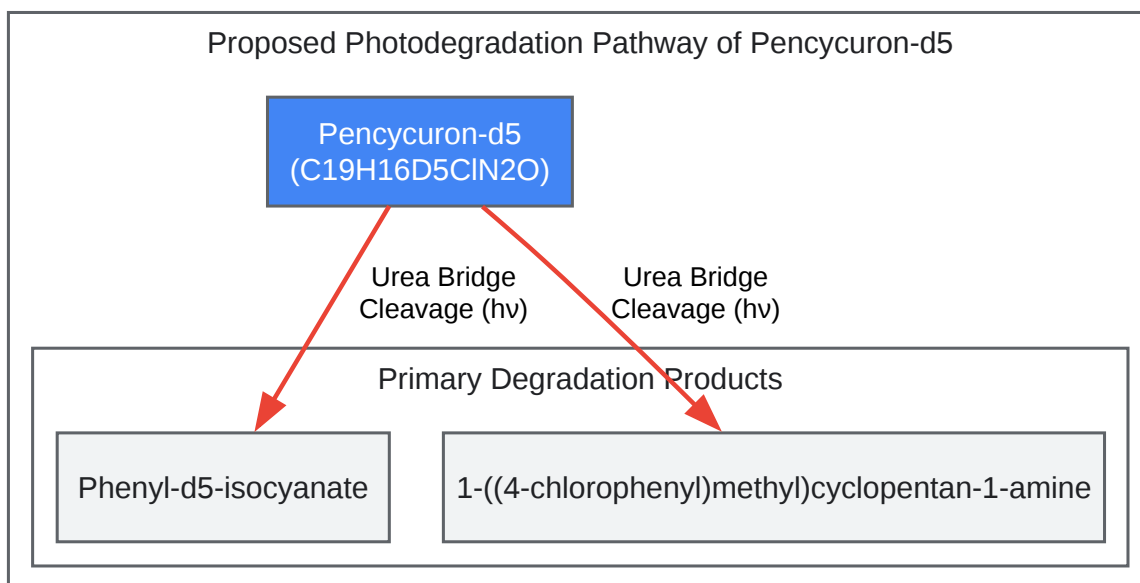 Proposed Photodegradation Pathway of Pencycuron-d5
Pencycuron-d5
(C19H16D5ClN2O)
Urea Bridge
Cleavage (hν)
Urea Bridge
Cleavage (hν)
Primary Degradation Products
Phenyl-d5-isocyanate
1-((4-chlorophenyl)methyl)cyclopentan-1-amine